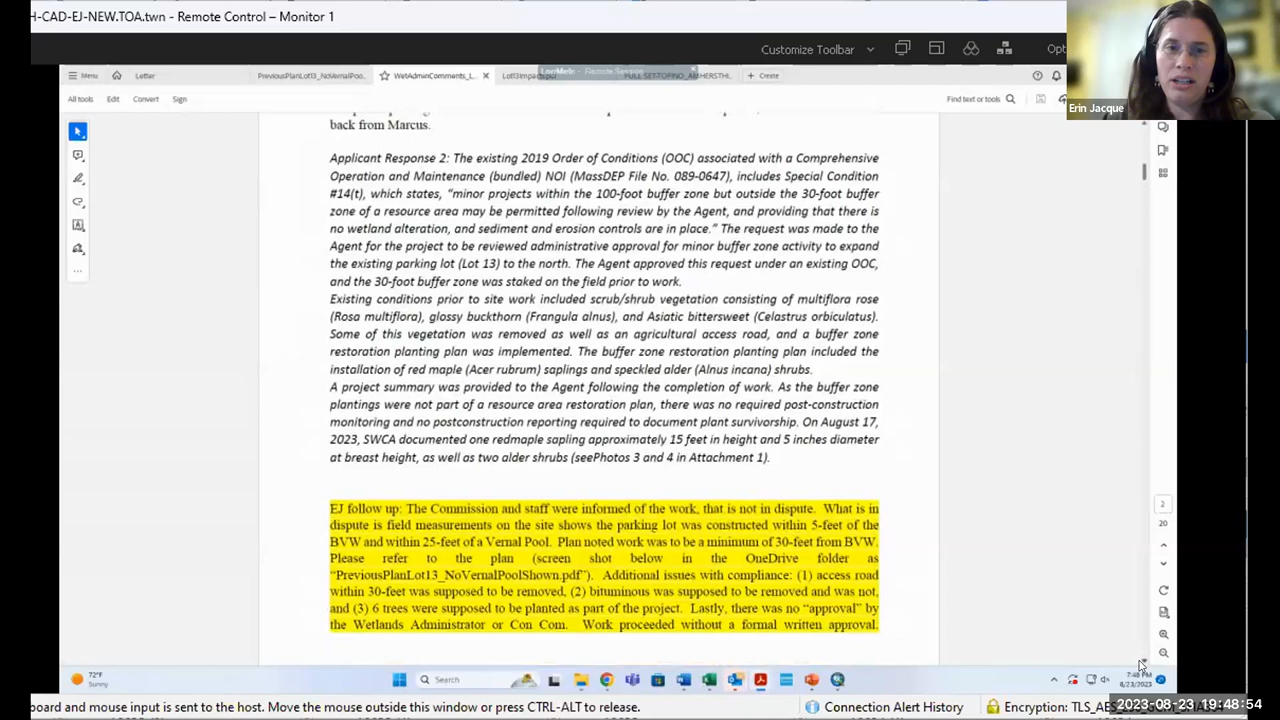 H-CAD-EJ-NEW.TOA.twn - Remote Control – Monitor 1
Customize Toolbar
Erin Jacque
Menu
Letter
PreviousPlanLot13_NoVernalPoo...
WetAdminComments_L...
Create
All tools
Edit
Convert
Sign
Find text or tools
back from Marcus.
Applicant Response 2: The existing 2019 Order of Conditions (OOC) associated with a Comprehensive
Operation and Maintenance (bundled) NOI (MassDEP File No. 089-0647), includes Special Condition
#14(t), which states, “minor projects within the 100-foot buffer zone but outside the 30-foot buffer
zone of a resource area may be permitted following review by the Agent, and providing that there is
no wetland alteration, and sediment and erosion controls are in place.” The request was made to the
Agent for the project to be reviewed administrative approval for minor buffer zone activity to expand
the existing parking lot (Lot 13) to the north. The Agent approved this request under an existing OOC,
and the 30-foot buffer zone was staked on the field prior to work.
Existing conditions prior to site work included scrub/shrub vegetation consisting of multiflora rose
(Rosa multiflora), glossy buckthorn (Frangula alnus), and Asiatic bittersweet (Celastrus orbiculatus).
Some of this vegetation was removed as well as an agricultural access road, and a buffer zone
restoration planting plan was implemented. The buffer zone restoration planting plan included the
installation of red maple (Acer rubrum) saplings and speckled alder (Alnus incana) shrubs.
A project summary was provided to the Agent following the completion of work. As the buffer zone
plantings were not part of a resource area restoration plan, there was no required post-construction
monitoring and no postconstruction reporting required to document plant survivorship. On August 17,
2023, SWCA documented one redmaple sapling approximately 15 feet in height and 5 inches diameter
at breast height, as well as two alder shrubs (seePhotos 3 and 4 in Attachment 1).
EJ follow up: The Commission and staff were informed of the work, that is not in dispute. What is in
dispute is field measurements on the site shows the parking lot was constructed within 5-feet of the
BVW and within 25-feet of a Vernal Pool. Plan noted work was to be a minimum of 30-feet from BVW.
Please refer to the plan (screen shot below in the OneDrive folder as
“PreviousPlanLot13_NoVernalPoolShown.pdf”). Additional issues with compliance: (1) access road
within 30-feet was supposed to be removed, (2) bituminous was supposed to be removed and was not,
and (3) 6 trees were supposed to be planted as part of the project. Lastly, there was no “approval” by
the Wetlands Administrator or Con Com. Work proceeded without a formal written approval.
2
20
72°F
Sunny
Search
7:48 PM
8/23/2023
board and mouse input is sent to the host. Move the mouse outside this window or press CTRL-ALT to release.
Connection Alert History
Encryption: TLS_AES
2023-08-23 19:48:54